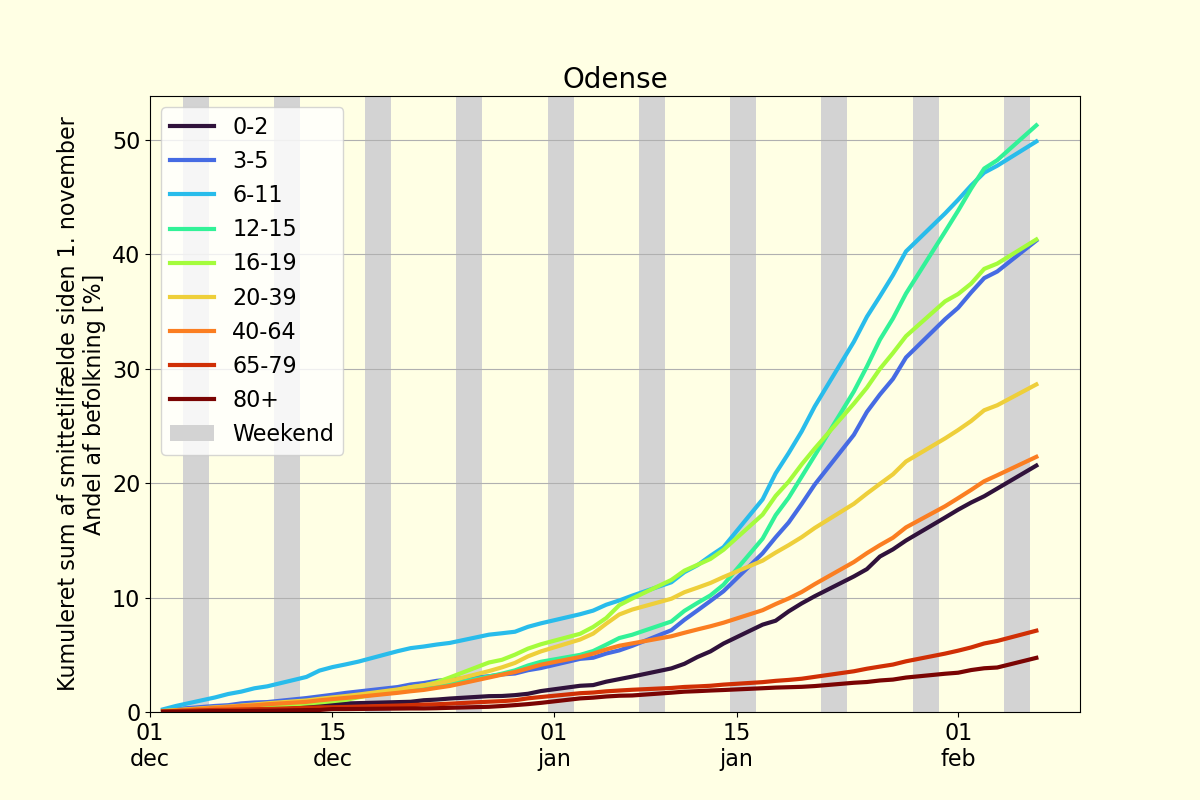 Odense
Kumuleret sum af smittetilfælde siden 1. november
Andel af befolkning [%]
50
40
30
20
10
0
0-2
3-5
6-11
12-15
16-19
20-39
40-64
65-79
80+
Weekend
01
dec
15
dec
01
jan
15
jan
01
feb